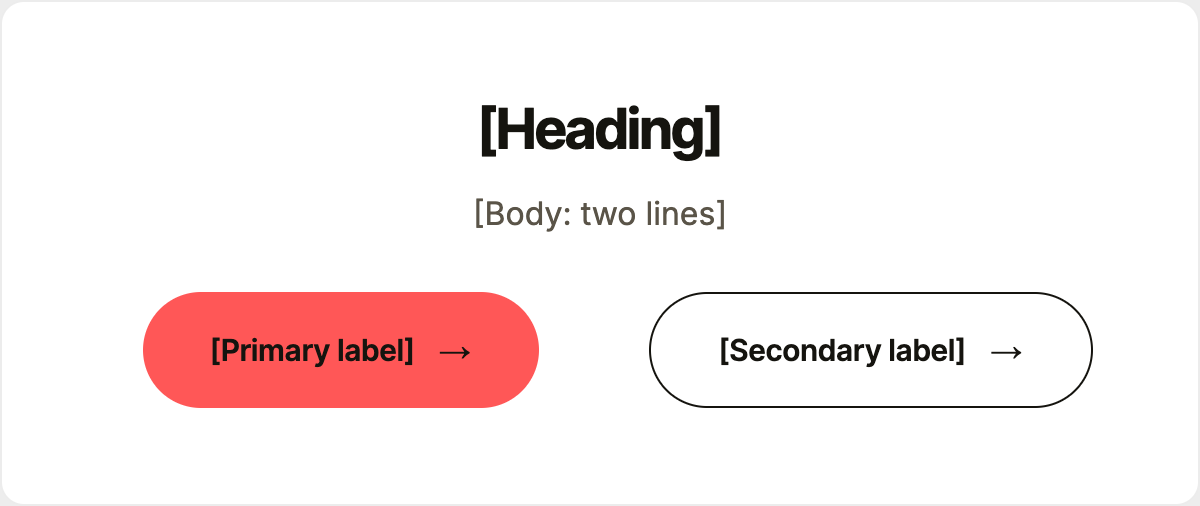 [Heading]
[Body: two lines]
[Primary label] →
[Secondary label] →